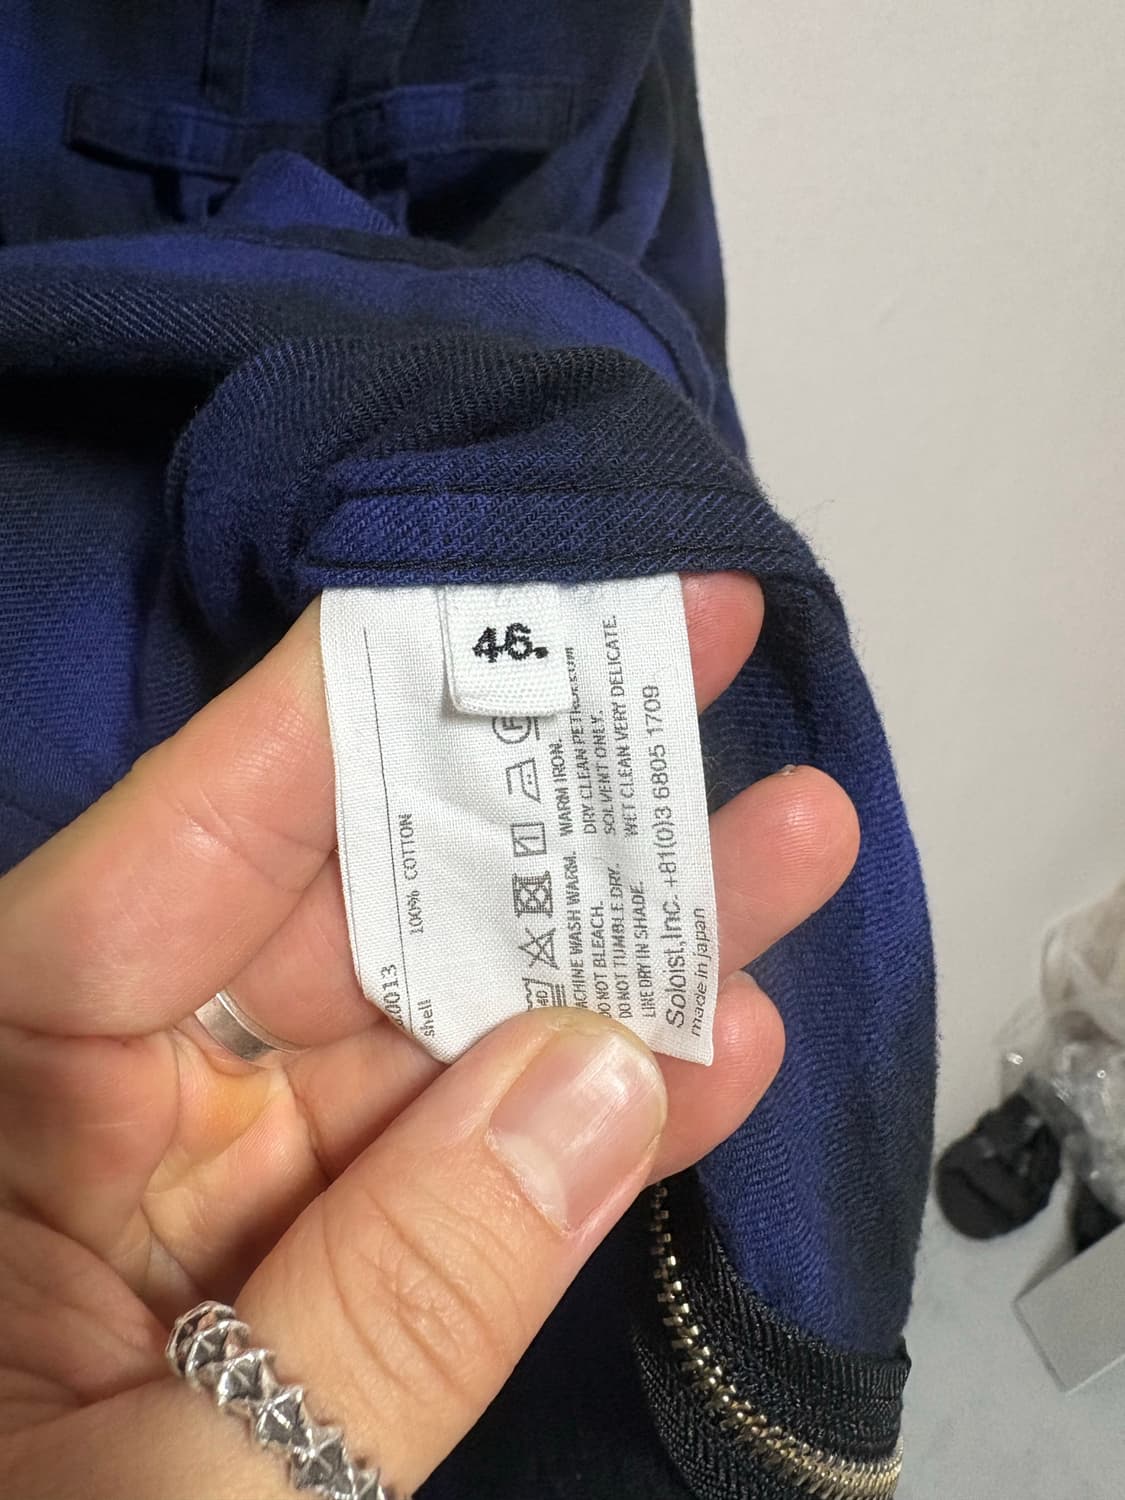 46.
20013
shell
100% COTTON
40
MACHINE WASH WARM. WARM IRON.
DO NOT BLEACH. DRY CLEAN PETROLEUM
DO NOT TUMBLE DRY. SOLVENT ONLY.
LINE DRY IN SHADE. WET CLEAN VERY DELICATE.
Soloist,Inc. +81(0)3 6805 1709
made in japan